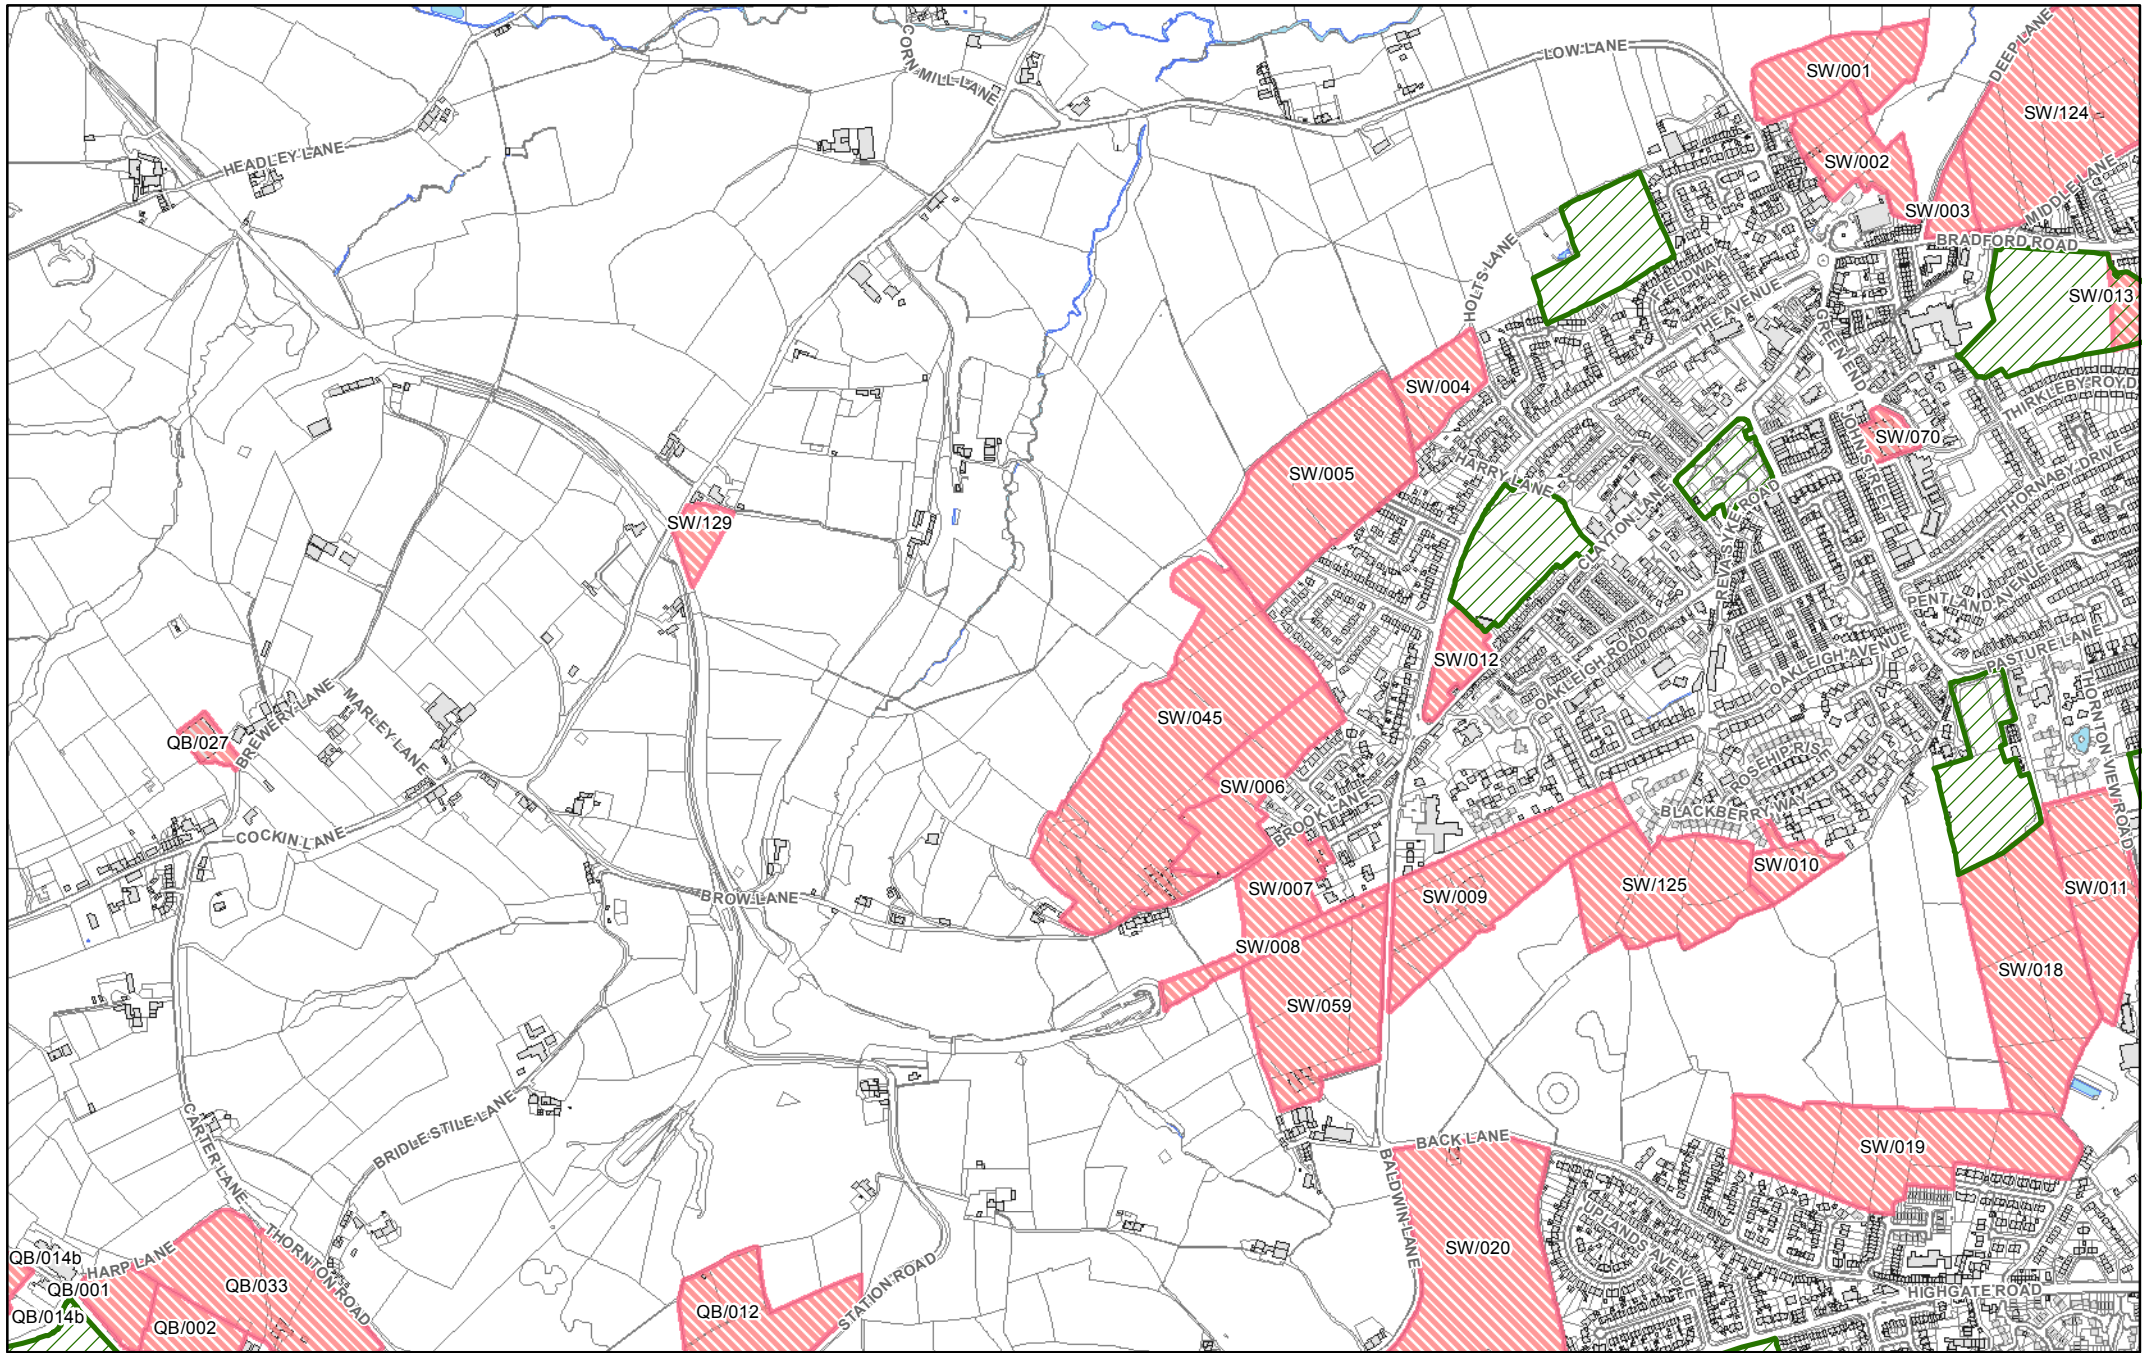 LOW LANE
CORN MILL LANE
DEEP LANE
SW/001
SW/124
HEADLEY LANE
SW/002
MIDDLE LANE
SW/003
BRADFORD ROAD
HOLTS LANE
FIELDWAY
THE AVENUE
SW/013
GREEN END
SW/004
THIRKLEBY ROYD
JOHN STREET
SW/070
HARRY LANE
SW/005
CLAYTON LANE
THORNABY DRIVE
SW/129
REVA SYKE ROAD
PENTLAND AVENUE
SW/012
OAKLEIGH ROAD
OAKLEIGH AVENUE
PASTURE LANE
THORNTON VIEW ROAD
BREWERY LANE
MARLEY LANE
SW/045
QB/027
ROSEHIP RISE
SW/006
BLACKBERRY WAY
BROOK LANE
COCKIN LANE
SW/010
SW/007
SW/125
SW/011
BROW LANE
SW/009
SW/008
SW/018
SW/059
CARTER LANE
BRIDLE STILE LANE
BACK LANE
SW/019
BALDWIN LANE
UPLANDS AVENUE
QB/014b
HARP LANE
THORNTON ROAD
SW/020
QB/001
QB/033
STATION ROAD
HIGHGATE ROAD
QB/014b
QB/002
QB/012